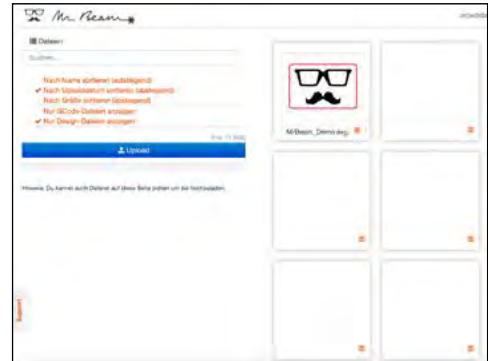 Mr Beam
Dateien
Suchen...
Nach Name sortieren (aufsteigend)
Nach Uploaddatum sortieren (absteigend)
Nach Größe sortieren (absteigend)
Nur GCode-Dateien anzeigen
Nur Design-Dateien anzeigen
Upload
Hinweis: Du kannst auch Dateien auf diese Seite ziehen um sie hochzuladen.
MrBeam_Demo.svg
Support